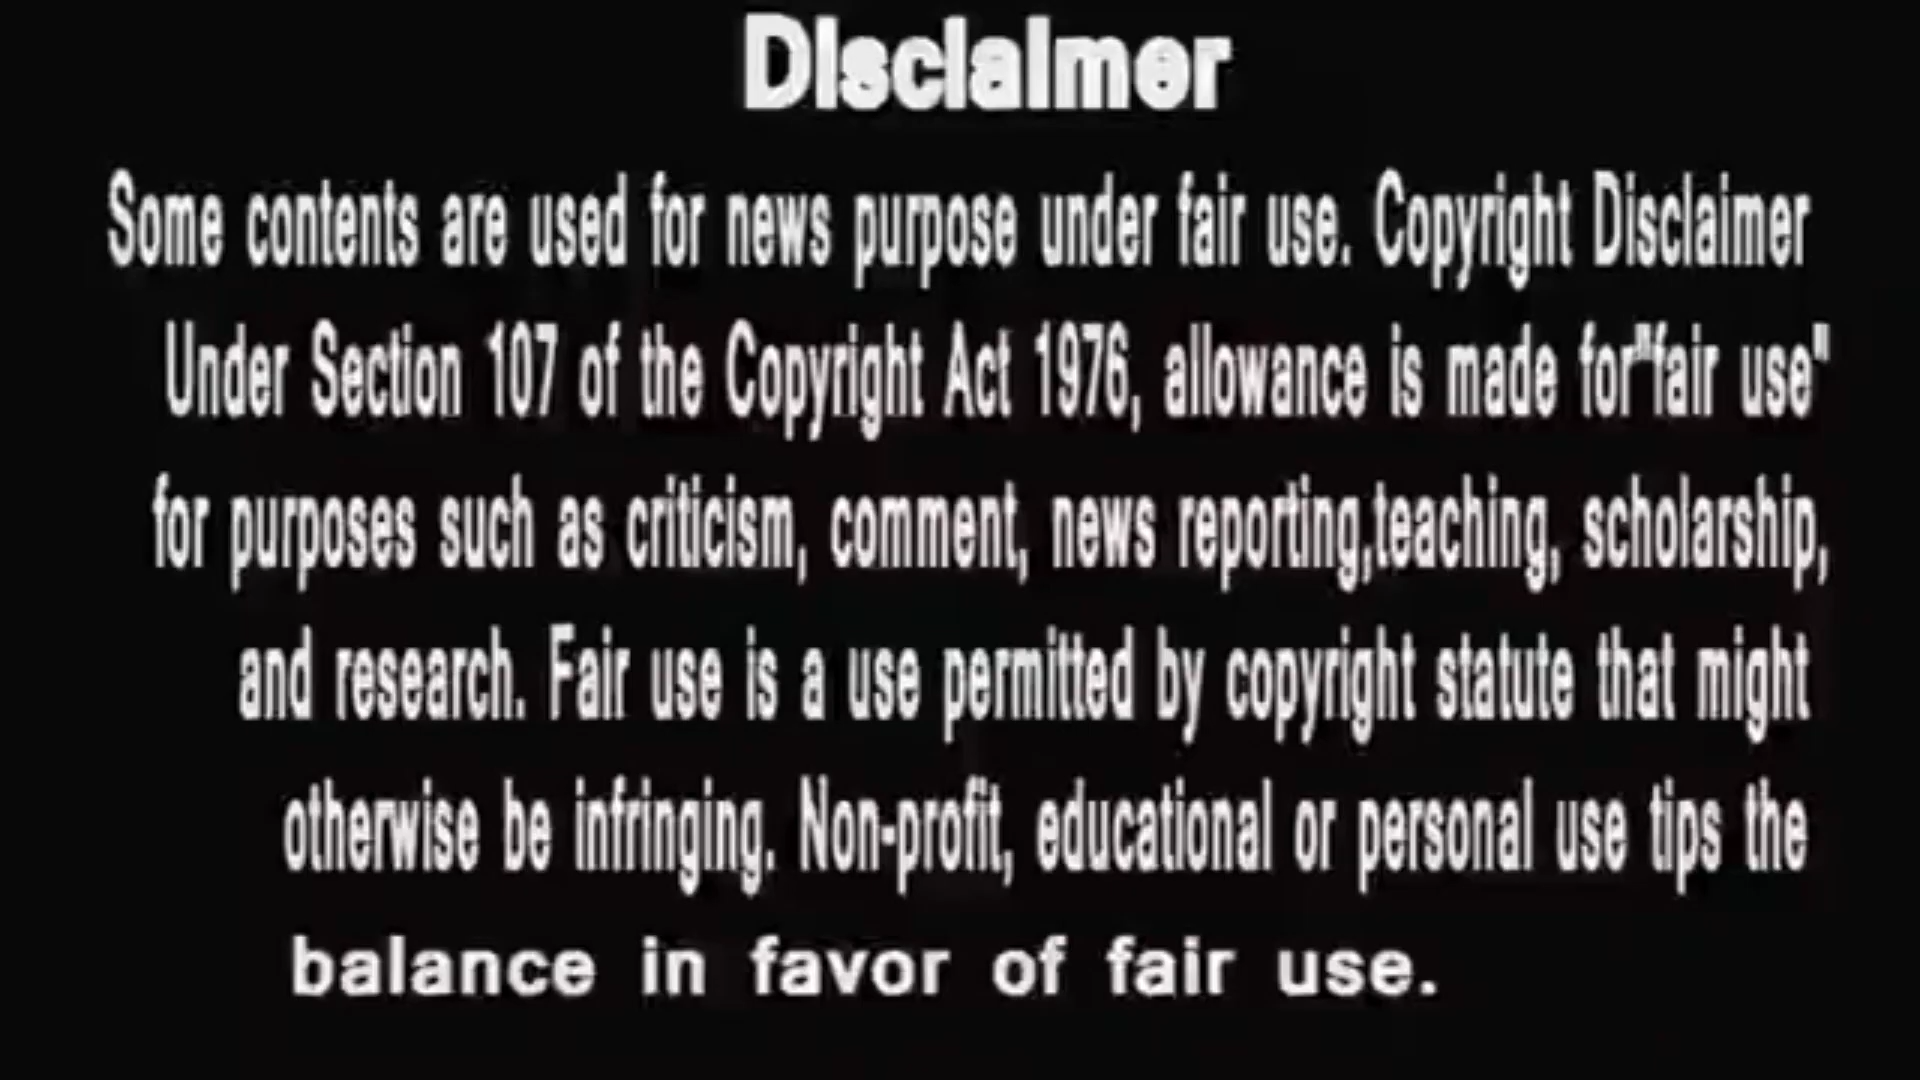 Disclaimer
Some contents are used for news purpose under fair use. Copyright Disclaimer
Under Section 107 of the Copyright Act 1976, allowance is made for"fair use"
for purposes such as criticism, comment, news reporting,teaching, scholarship,
and research. Fair use is a use permitted by copyright statute that might
otherwise be infringing. Non-profit, educational or personal use tips the
balance in favor of fair use.